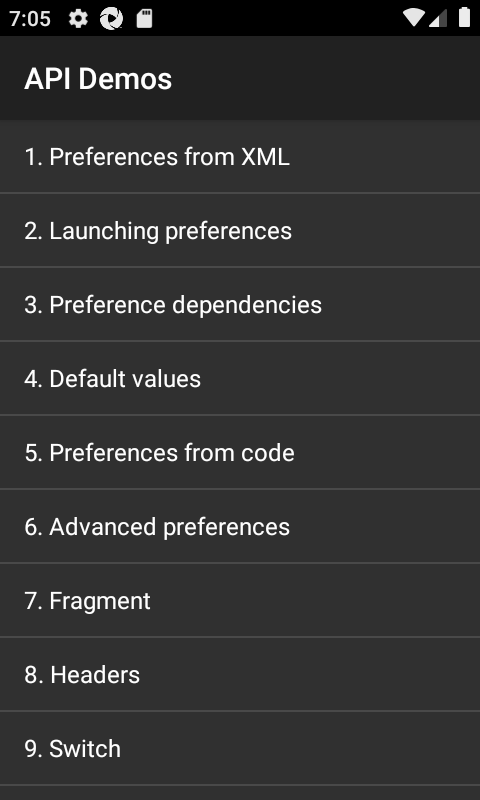 7:05
API Demos
1. Preferences from XML
2. Launching preferences
3. Preference dependencies
4. Default values
5. Preferences from code
6. Advanced preferences
7. Fragment
8. Headers
9. Switch